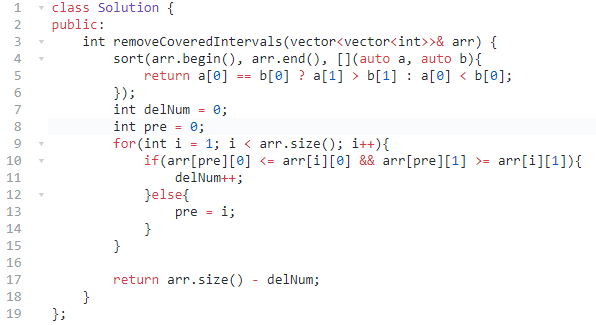 1 class Solution {
2 public:
3     int removeCoveredIntervals(vector<vector<int>>& arr) {
4         sort(arr.begin(), arr.end(), [](auto a, auto b){
5             return a[0] == b[0] ? a[1] > b[1] : a[0] < b[0];
6         });
7         int delNum = 0;
8         int pre = 0;
9         for(int i = 1; i < arr.size(); i++){
10             if(arr[pre][0] <= arr[i][0] && arr[pre][1] >= arr[i][1]){
11                 delNum++;
12             }else{
13                 pre = i;
14             }
15         }
16
17         return arr.size() - delNum;
18     }
19 };